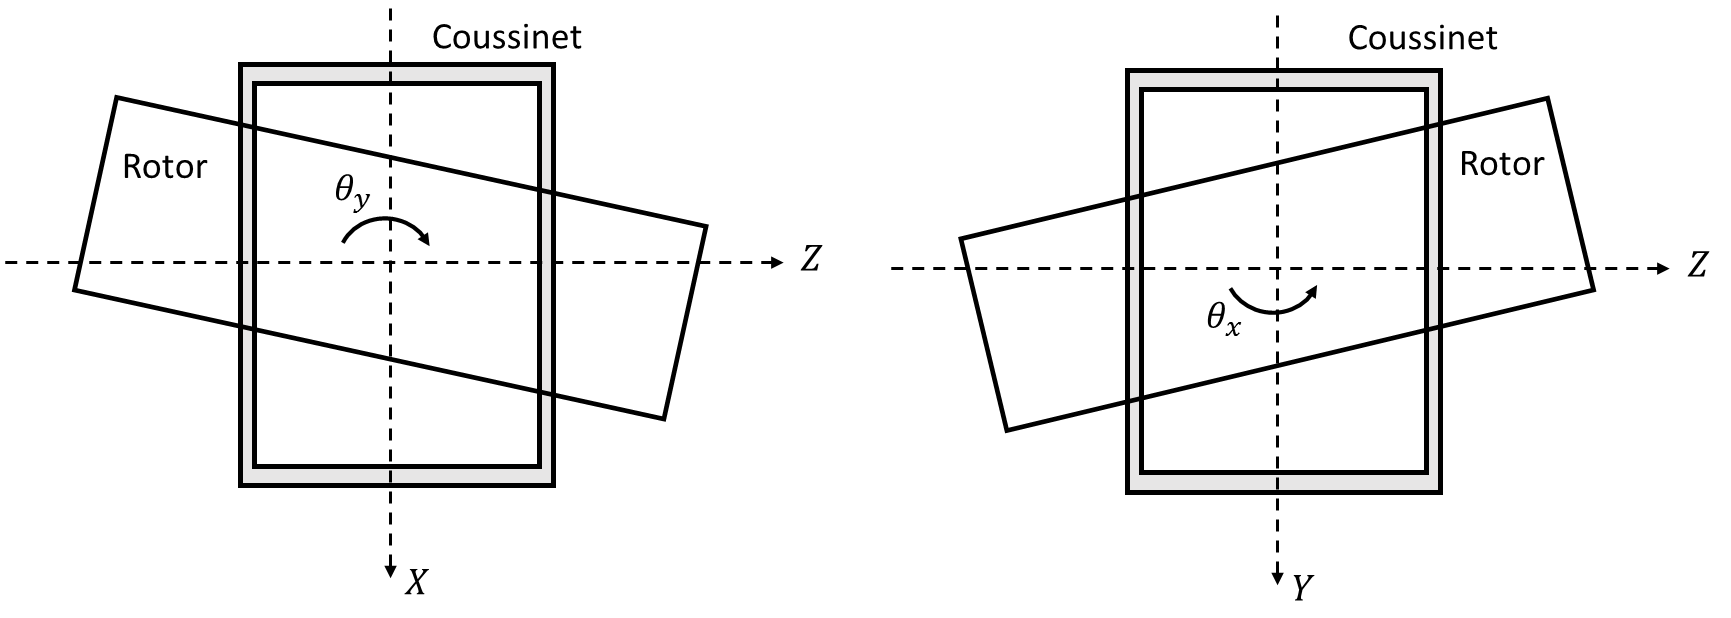 Coussinet
Rotor
θy
Z
X
Coussinet
Rotor
θx
Z
Y